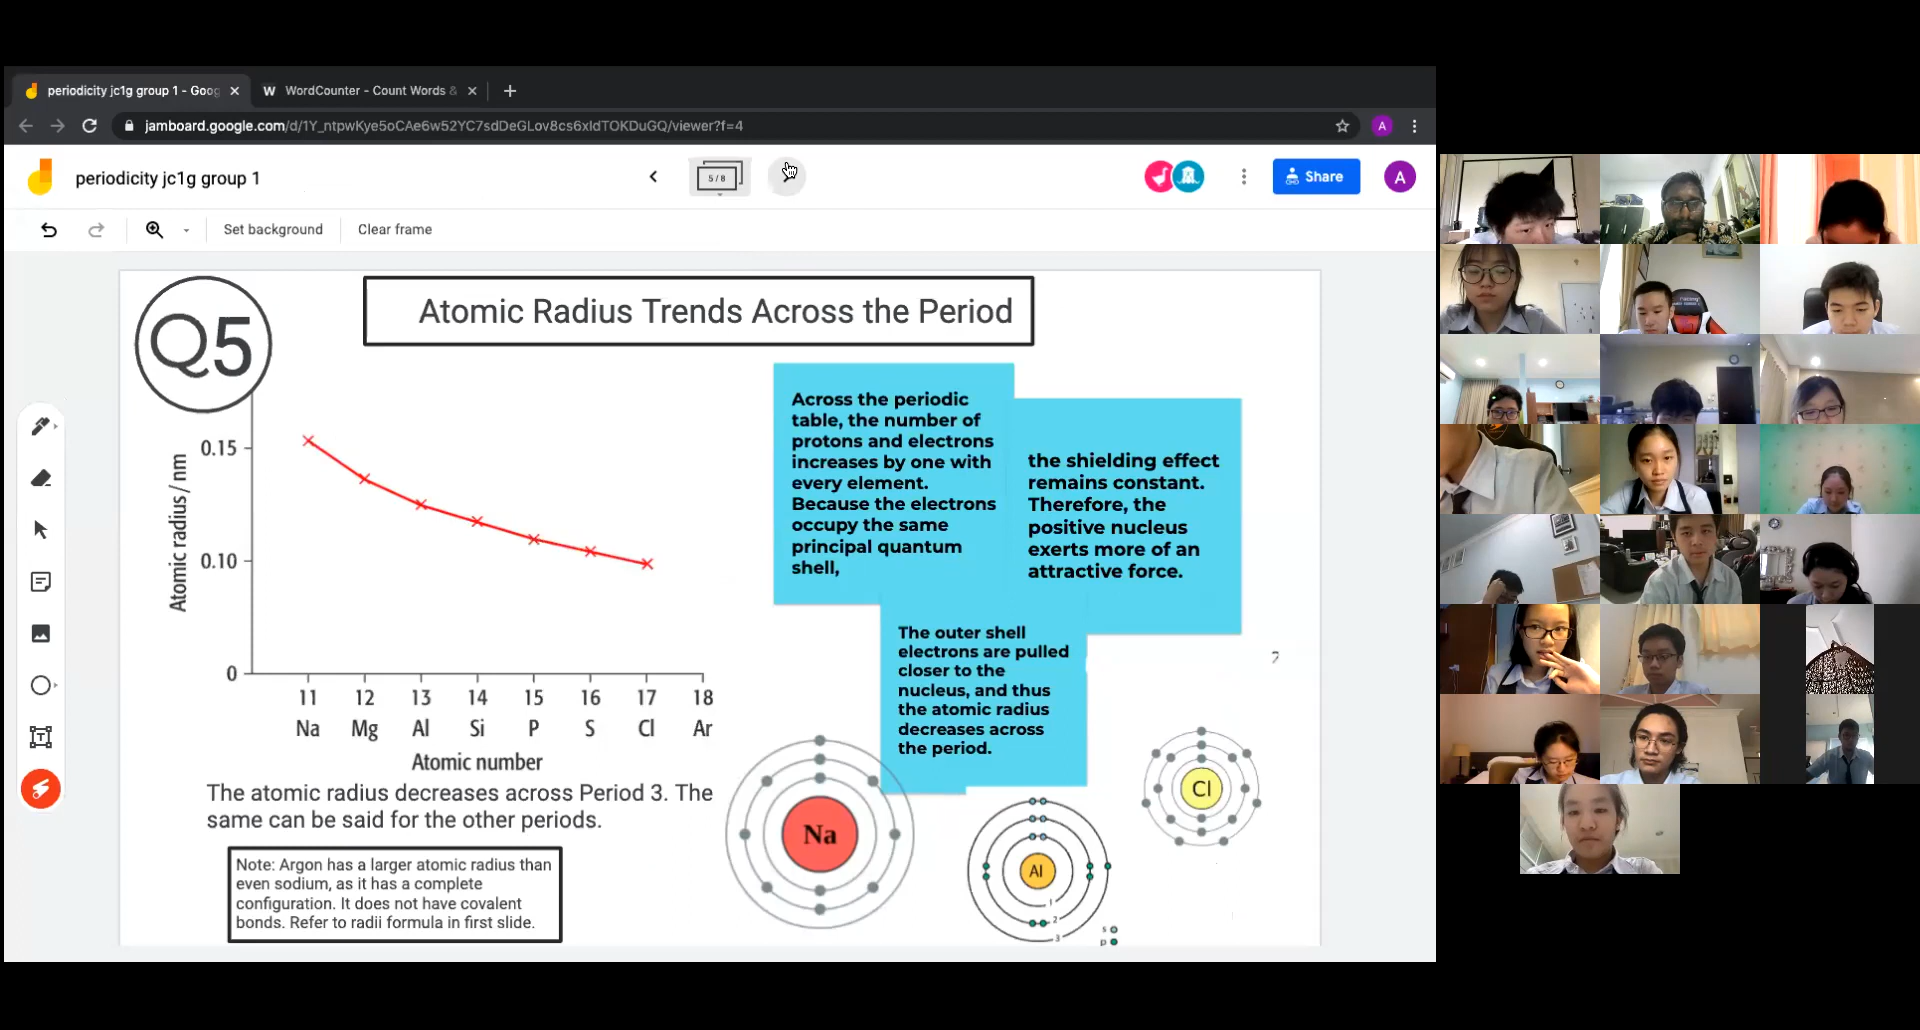 periodicity jc1g group 1 - Goog
W WordCounter - Count Words &
jamboard.google.com/d/1Y_ntpwKye5oCAe6w52YC7sdDeGLov8cs6xldTOKDuGQ/viewer?f=4
A
periodicity jc1g group 1
5 / 8
Share
A
Set background
Clear frame
Q5
Atomic Radius Trends Across the Period
Atomic radius/nm
0.15
0.10
0
11 12 13 14 15 16 17 18
Na Mg Al Si P S Cl Ar
Atomic number
Across the periodic
table, the number of
protons and electrons
increases by one with
every element.
Because the electrons
occupy the same
principal quantum
shell,
the shielding effect
remains constant.
Therefore, the
positive nucleus
exerts more of an
attractive force.
The outer shell
electrons are pulled
closer to the
nucleus, and thus
the atomic radius
decreases across
the period.
The atomic radius decreases across Period 3. The
same can be said for the other periods.
Note: Argon has a larger atomic radius than
even sodium, as it has a complete
configuration. It does not have covalent
bonds. Refer to radii formula in first slide.
Na
Al
1
2
3
s
p
Cl